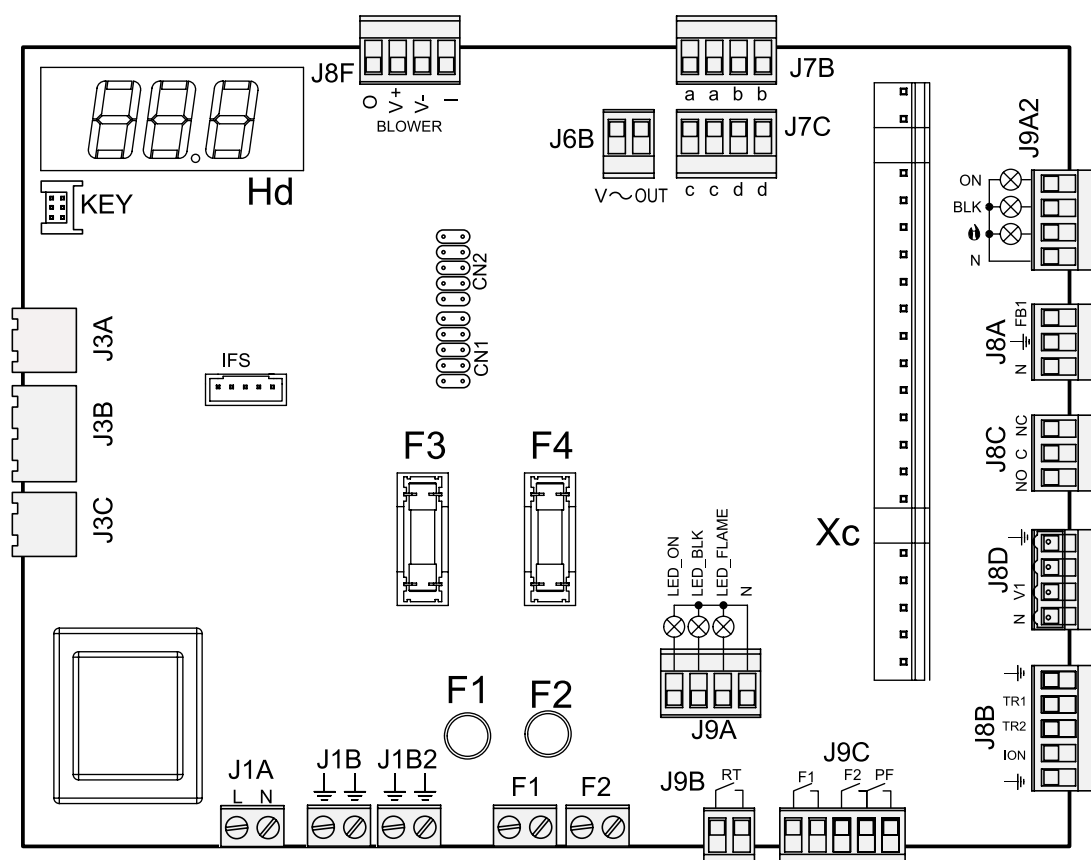 J8F
O V+ V- I
BLOWER
J7B
a a b b
J6B
V~OUT
J7C
c c d d
Hd
KEY
J9A2
ON
BLK
N
CN2
CN1
J3A
J3B
J3C
IFS
J8A
FB1
N
J8C
NC
C
NO
F3 F4
Xc
J8D
V1
N
LED_ON
LED_BLK
LED_FLAME
N
J9A
J8B
TR1
TR2
ION
F1 F2
J1A
L N
J1B J1B2
F1 F2
J9B
RT
J9C
F1 F2 PF